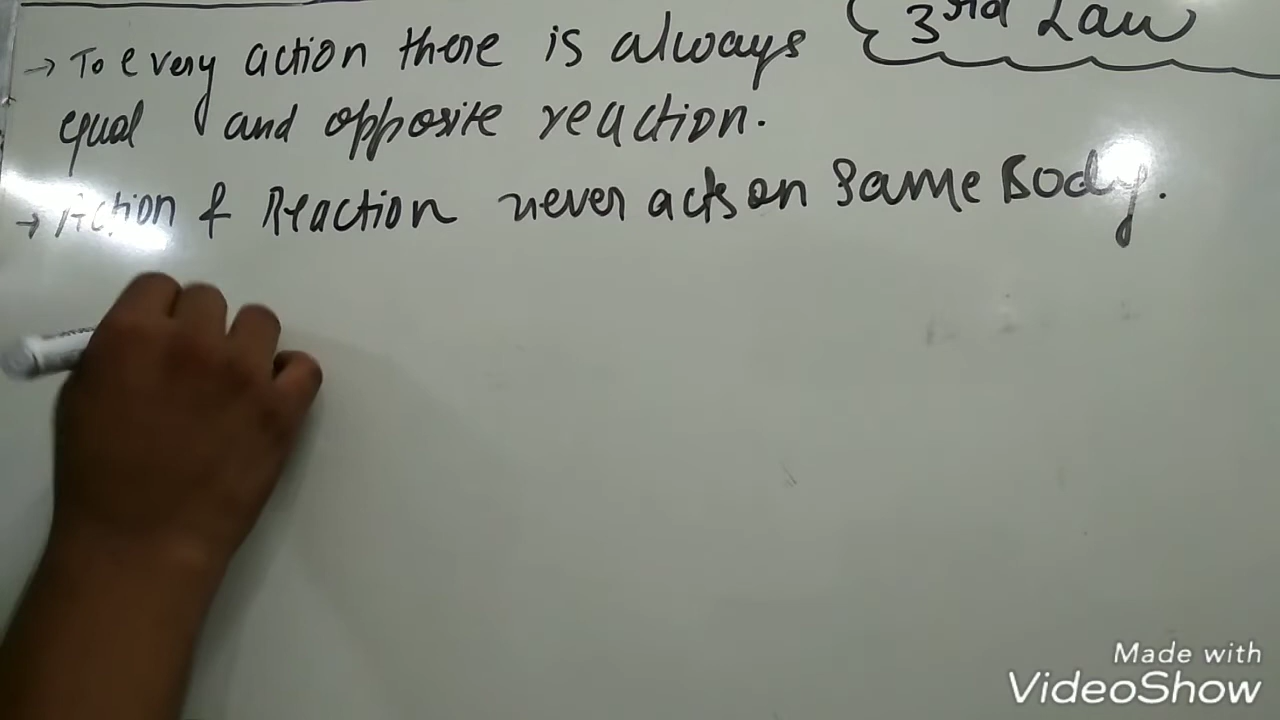 3rd Law
→ To every action there is always
equal and opposite reaction.
→ Action & Reaction never acts on Same Body.
Made with
VideoShow